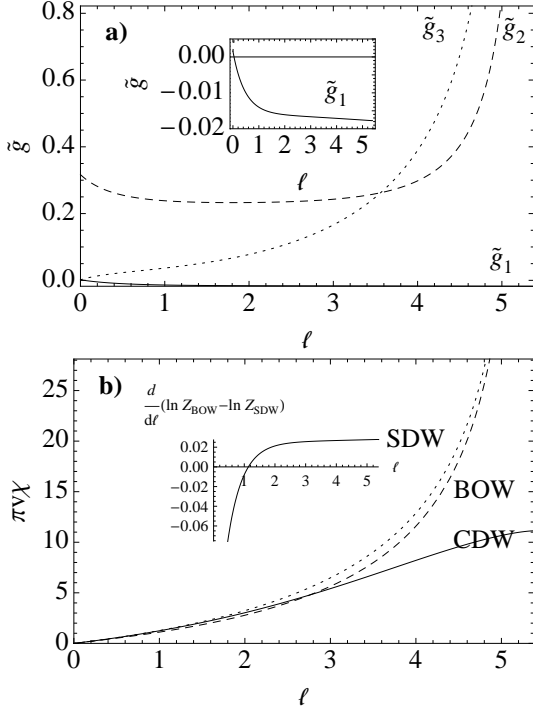 a)
0.8
0.6
0.4
0.2
0.0
g̃
g̃₃
g̃₂
g̃₁
0.00
−0.01
−0.02
g̃
g̃₁
0 1 2 3 4 5
ℓ
0 1 2 3 4 5
ℓ
b)
25
20
15
10
5
0
πνχ
d/dℓ (ln Z_BOW−ln Z_SDW)
0.02
0.00
−0.02
−0.04
−0.06
1 2 3 4 5
ℓ
SDW
BOW
CDW
0 1 2 3 4 5
ℓ